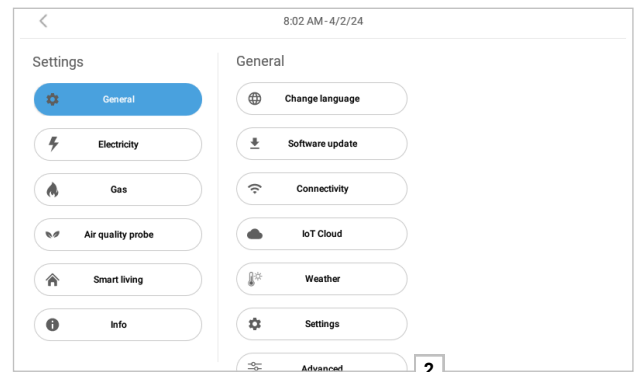 8:02 AM - 4/2/24
Settings
General
Electricity
Gas
Air quality probe
Smart living
Info
General
Change language
Software update
Connectivity
IoT Cloud
Weather
Settings
Advanced
2